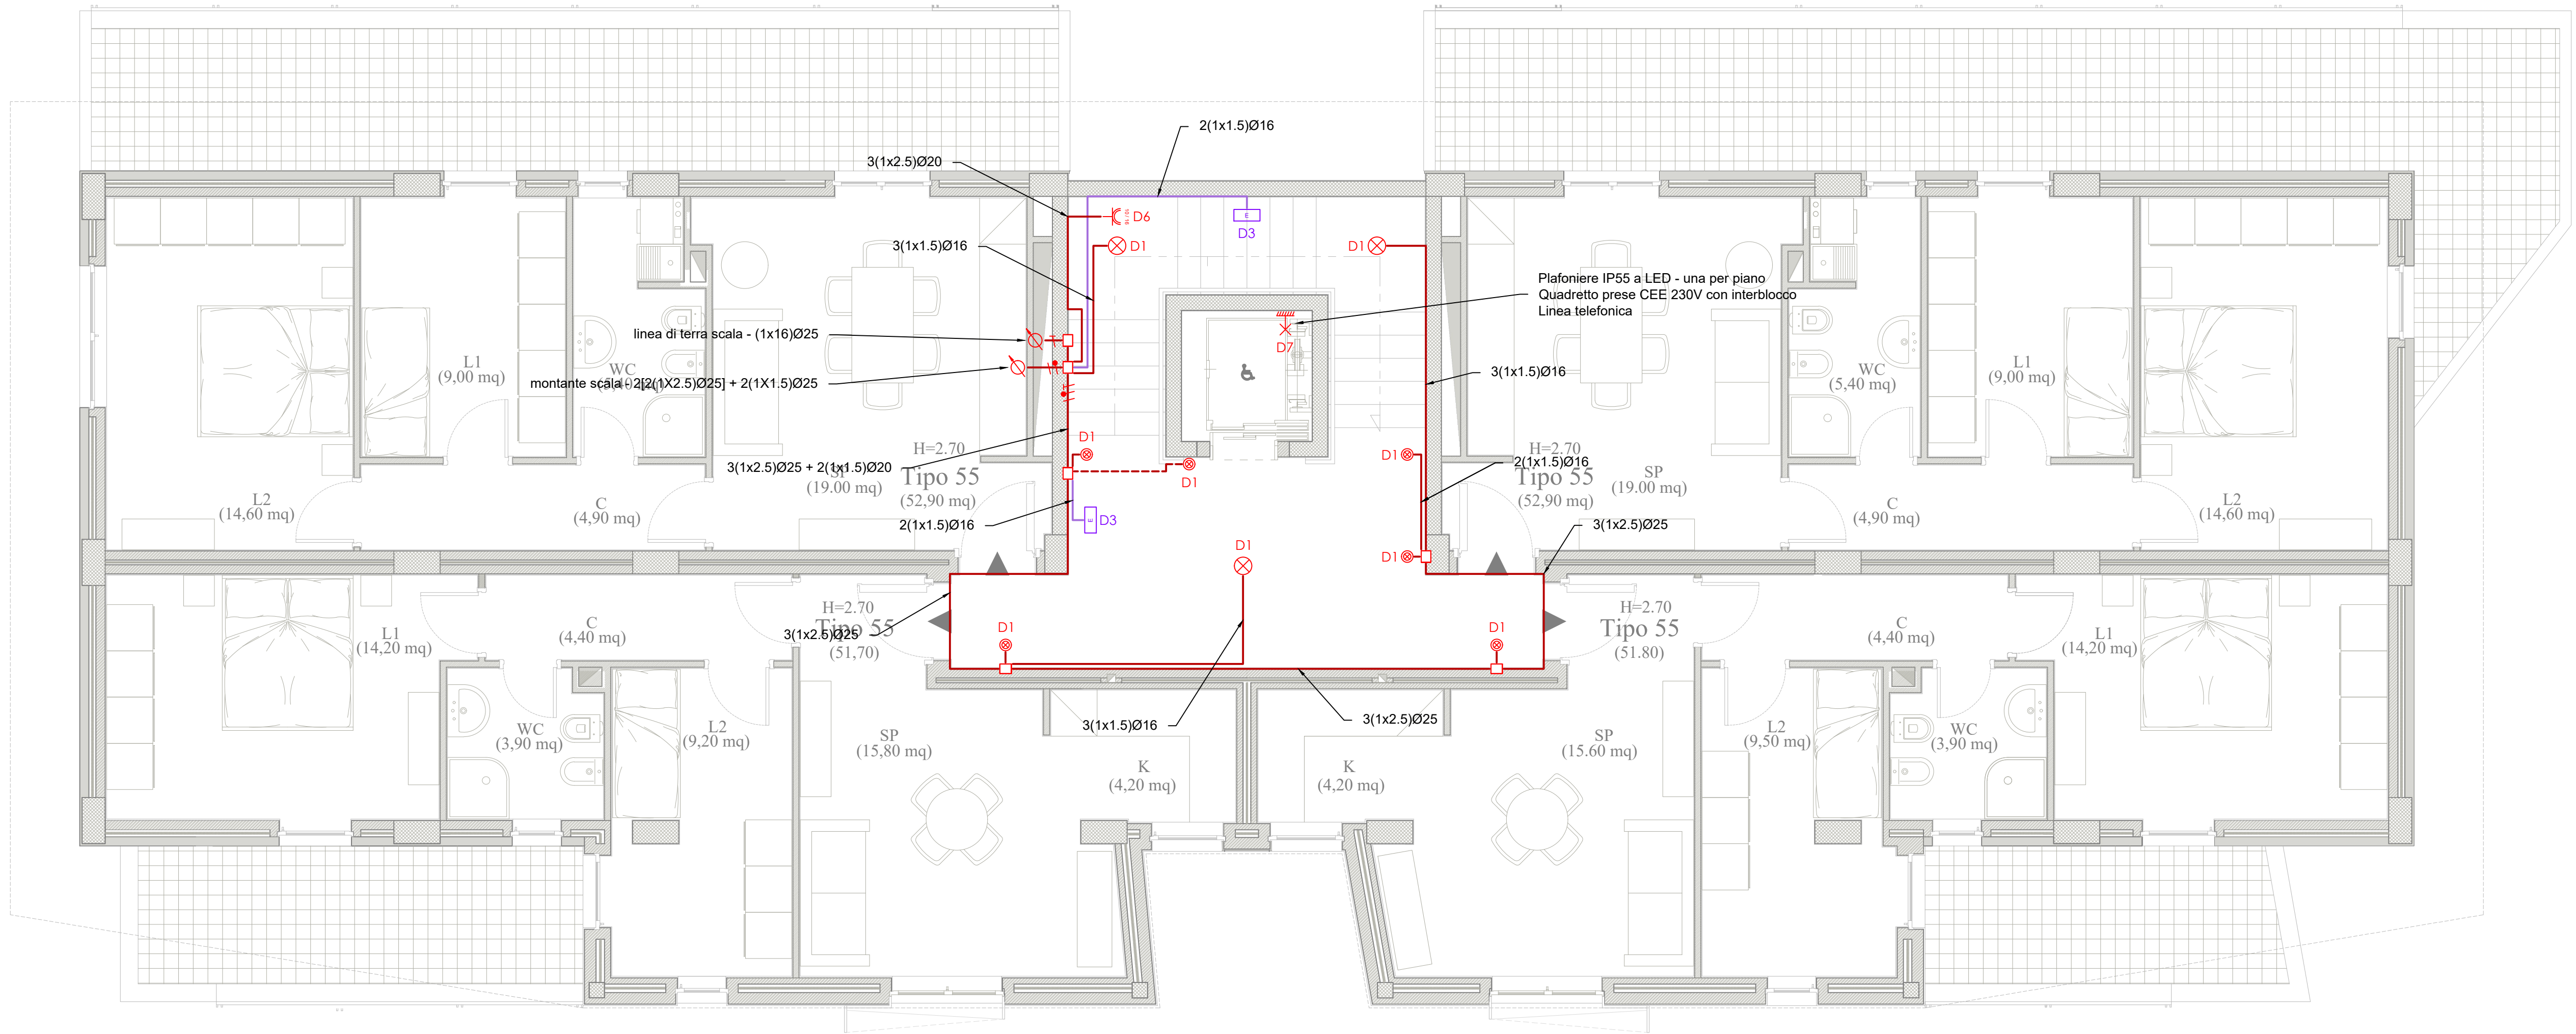 2(1x1.5)Ø16
3(1x2.5)Ø20
D6
E
D3
3(1x1.5)Ø16
D1
D1
Plafoniere IP55 a LED - una per piano
Quadretto prese CEE 230V con interblocco
Linea telefonica
linea di terra scala - (1x16)Ø25
D7
L1
(9,00 mq)
WC
montante scala - 2[2(1X2.5)Ø25] + 2(1X1.5)Ø25
3(1x1.5)Ø16
WC
(5,40 mq)
L1
(9,00 mq)
D1
H=2.70
Tipo 55
(52,90 mq)
3(1x2.5)Ø25 + 2(1x1.5)Ø20
SP
(19.00 mq)
D1
D1
2(1x1.5)Ø16
H=2.70
Tipo 55
(52,90 mq)
SP
(19.00 mq)
L2
(14,60 mq)
C
(4,90 mq)
2(1x1.5)Ø16
E
D3
3(1x2.5)Ø25
C
(4,90 mq)
L2
(14,60 mq)
D1
D1
L1
(14,20 mq)
C
(4,40 mq)
H=2.70
Tipo 55
(51,70)
3(1x2.5)Ø25
D1
D1
H=2.70
Tipo 55
(51.80)
C
(4,40 mq)
L1
(14,20 mq)
WC
(3,90 mq)
L2
(9,20 mq)
SP
(15,80 mq)
3(1x1.5)Ø16
3(1x2.5)Ø25
K
(4,20 mq)
K
(4,20 mq)
SP
(15.60 mq)
L2
(9,50 mq)
WC
(3,90 mq)